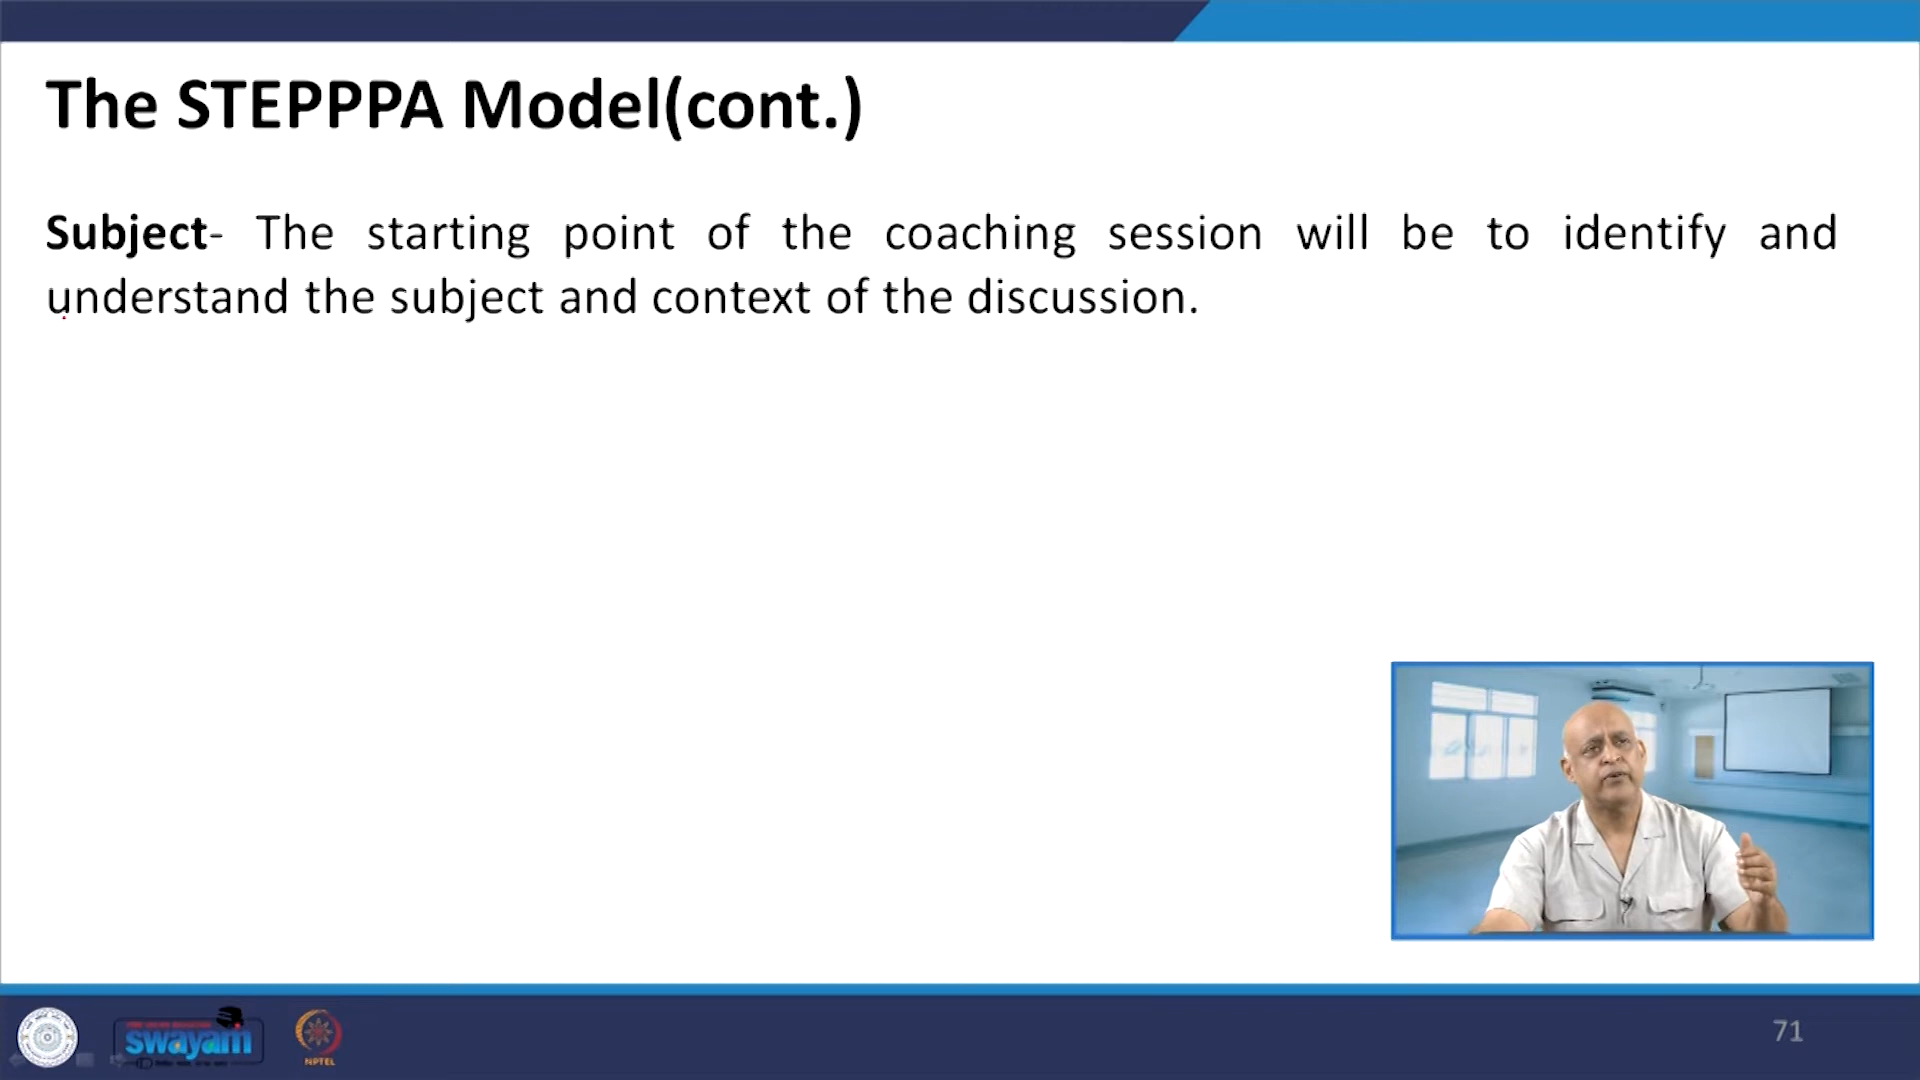 The STEPPPA Model(cont.)
Subject- The starting point of the coaching session will be to identify and
understand the subject and context of the discussion.
swayam
NPTEL
71